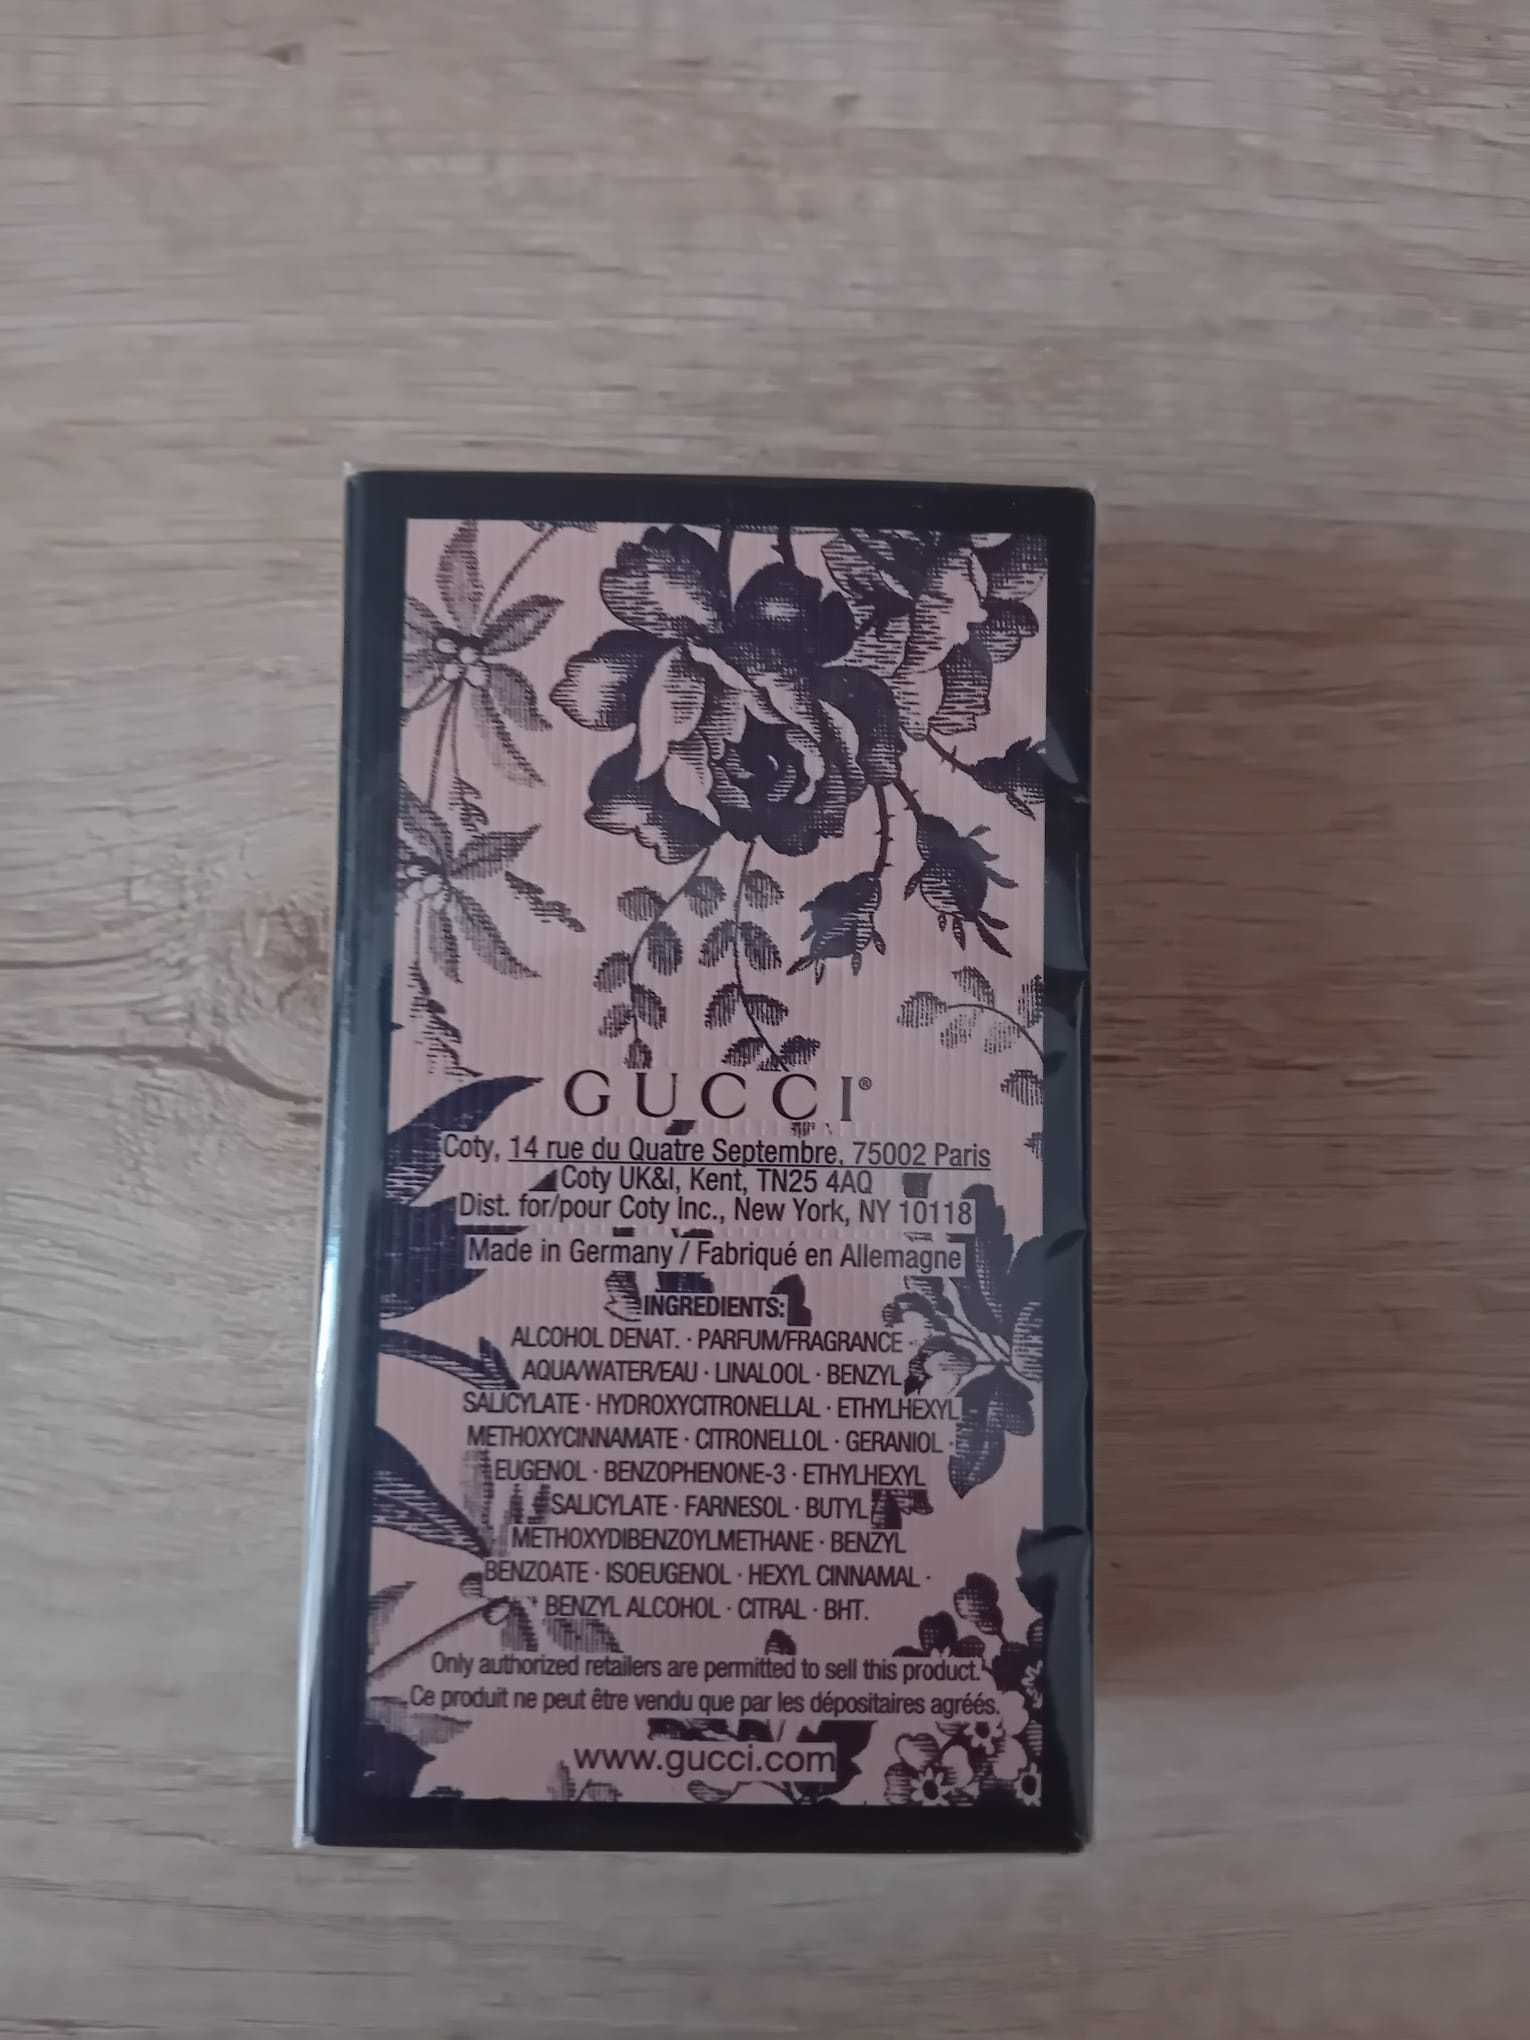 GUCCI®
Coty, 14 rue du Quatre Septembre, 75002 Paris
Coty UK&I, Kent, TN25 4AQ
Dist. for/pour Coty Inc., New York, NY 10118
Made in Germany / Fabriqué en Allemagne
INGREDIENTS:
ALCOHOL DENAT. · PARFUM/FRAGRANCE ·
AQUA/WATER/EAU · LINALOOL · BENZYL
SALICYLATE · HYDROXYCITRONELLAL · ETHYLHEXYL
METHOXYCINNAMATE · CITRONELLOL · GERANIOL ·
EUGENOL · BENZOPHENONE-3 · ETHYLHEXYL
SALICYLATE · FARNESOL · BUTYL
METHOXYDIBENZOYLMETHANE · BENZYL
BENZOATE · ISOEUGENOL · HEXYL CINNAMAL ·
BENZYL ALCOHOL · CITRAL · BHT.
Only authorized retailers are permitted to sell this product.
Ce produit ne peut être vendu que par les dépositaires agréés.
www.gucci.com